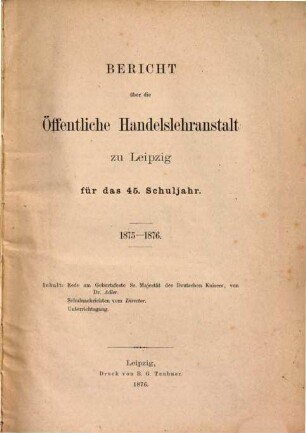 BERICHT
über die
Öffentliche Handelslehranstalt
zu Leipzig
für das 45. Schuljahr.
1875—1876.
Inhalt: Rede zu Geburtsfeste Sr. Majestät des Deutschen Kaisers, von
Dr. Adler.
Schulnachrichten vom Director.
Leipzig,
Druck von B. G. Teubner.
1876.